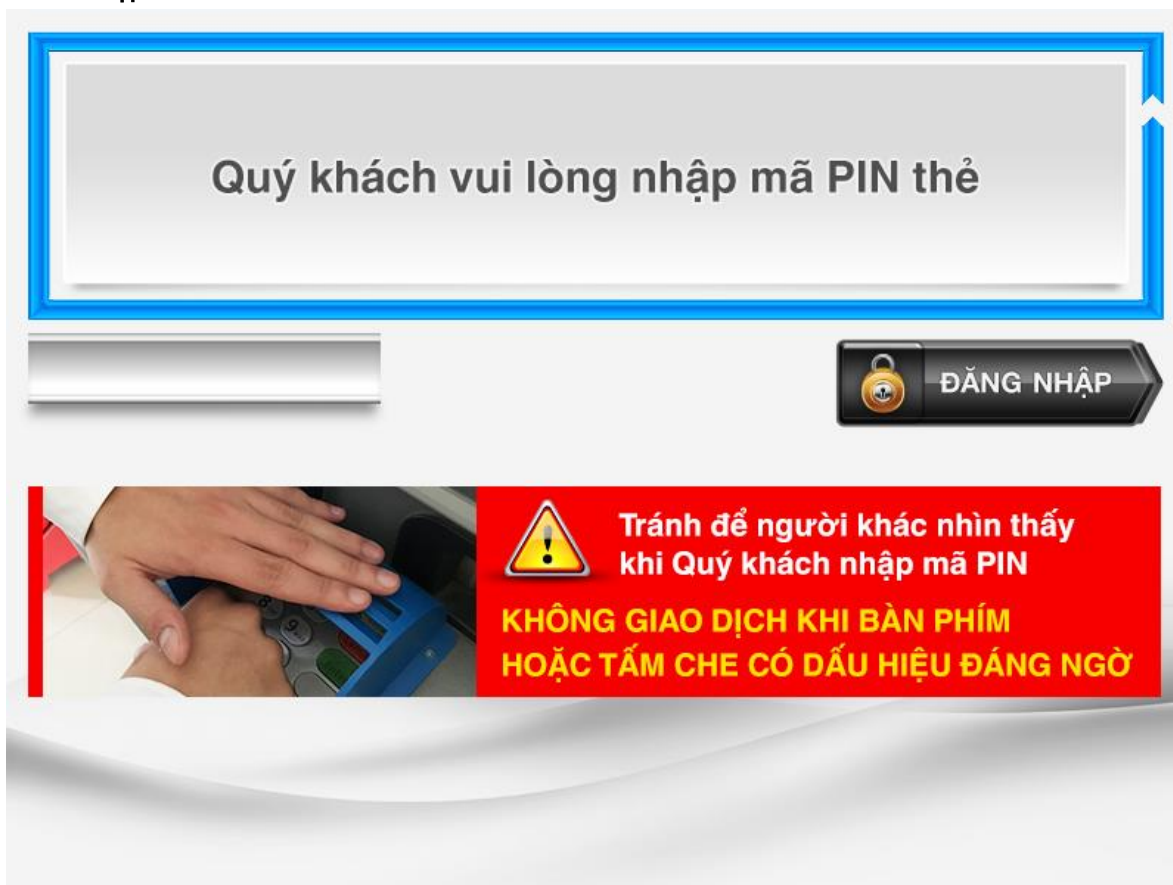 Quý khách vui lòng nhập mã PIN thẻ
ĐĂNG NHẬP
Tránh để người khác nhìn thấy
khi Quý khách nhập mã PIN
KHÔNG GIAO DỊCH KHI BÀN PHÍM
HOẶC TẤM CHE CÓ DẤU HIỆU ĐÁNG NGỜ